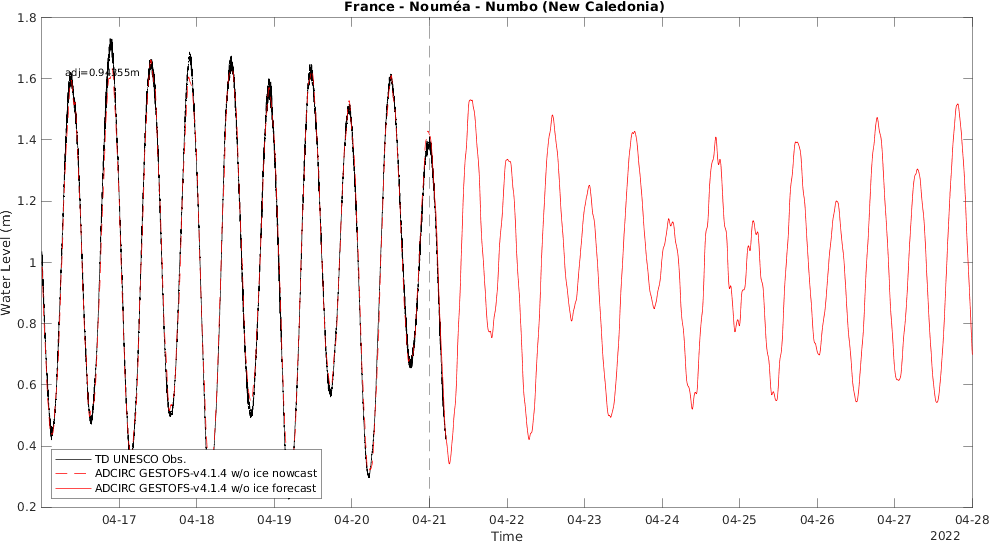 France - Nouméa - Numbo (New Caledonia)
1.8
1.6
1.4
1.2
1
0.8
0.6
0.4
0.2
Water Level (m)
adj=0.94355m
TD UNESCO Obs.
ADCIRC GESTOFS-v4.1.4 w/o ice nowcast
ADCIRC GESTOFS-v4.1.4 w/o ice forecast
04-17 04-18 04-19 04-20 04-21 04-22 04-23 04-24 04-25 04-26 04-27 04-28
Time
2022